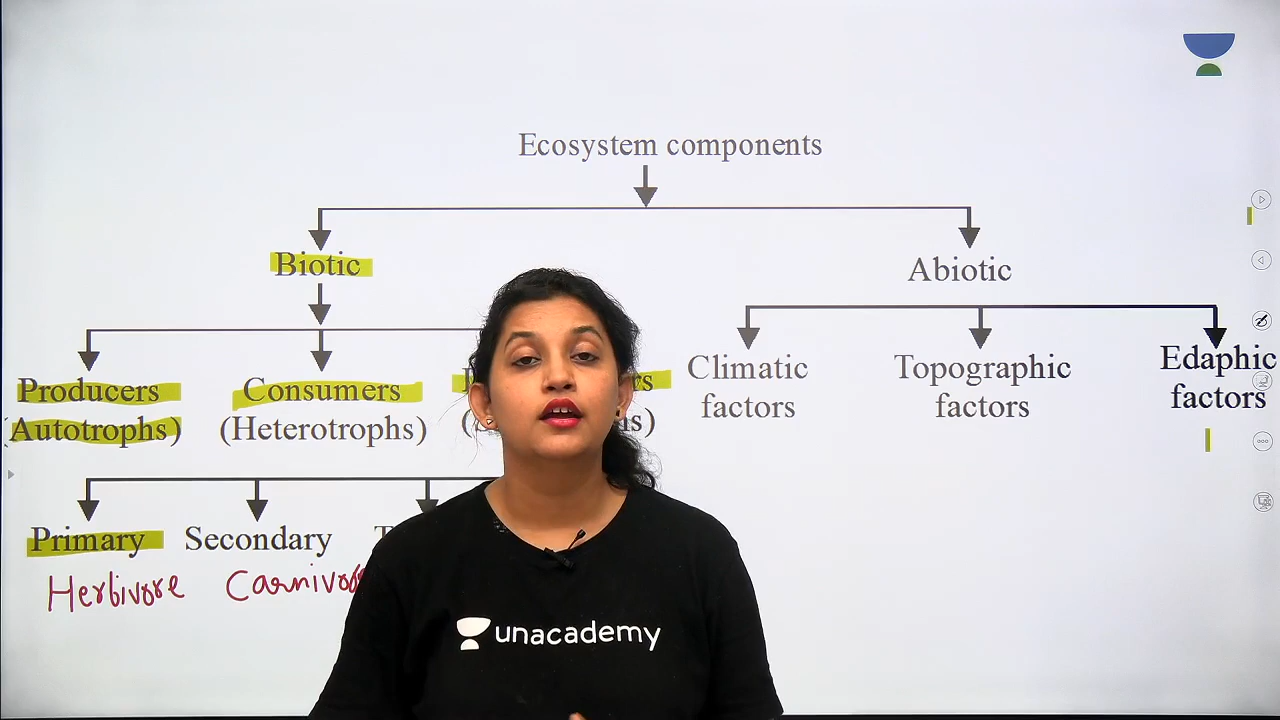 Ecosystem components
Biotic
Abiotic
Producers
(Autotrophs)
Consumers
(Heterotrophs)
Climatic
factors
Topographic
factors
Edaphic
factors
Primary
Secondary
Herbivore
unacademy